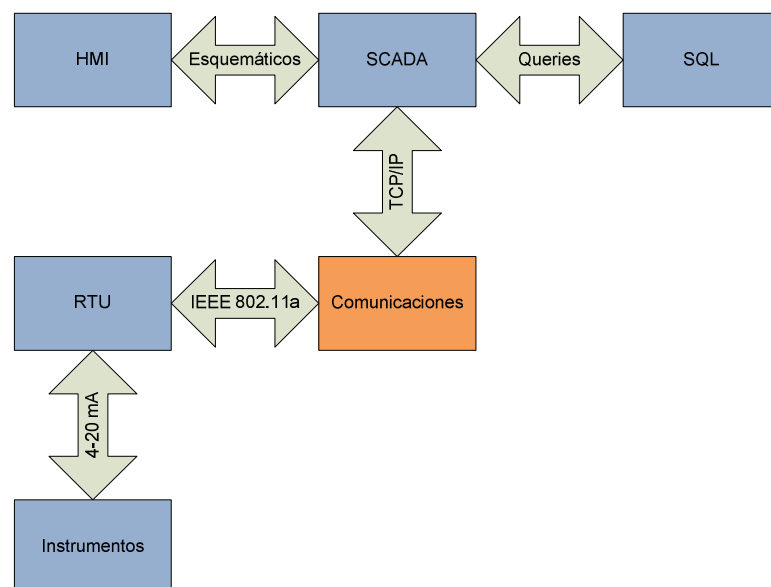 HMI
Esquemáticos
SCADA
Queries
SQL
TCP/IP
RTU
IEEE 802.11a
Comunicaciones
4-20 mA
Instrumentos